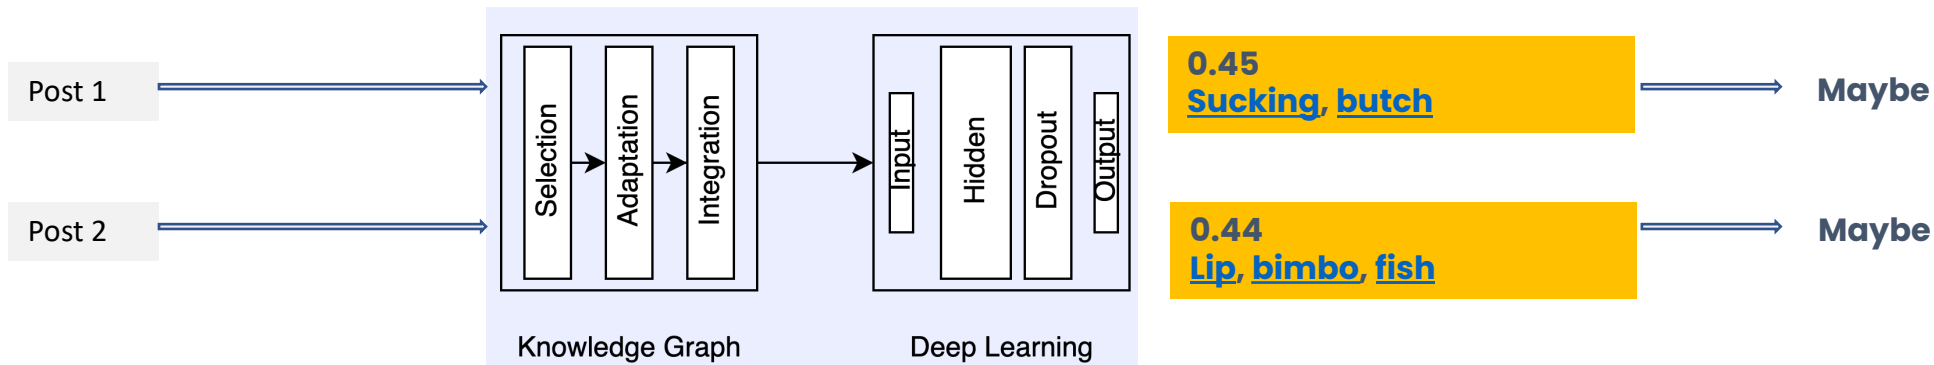 Post 1
Post 2
Selection
Adaptation
Integration
Knowledge Graph
Input
Hidden
Dropout
Output
Deep Learning
0.45
Sucking, butch
Maybe
0.44
Lip, bimbo, fish
Maybe